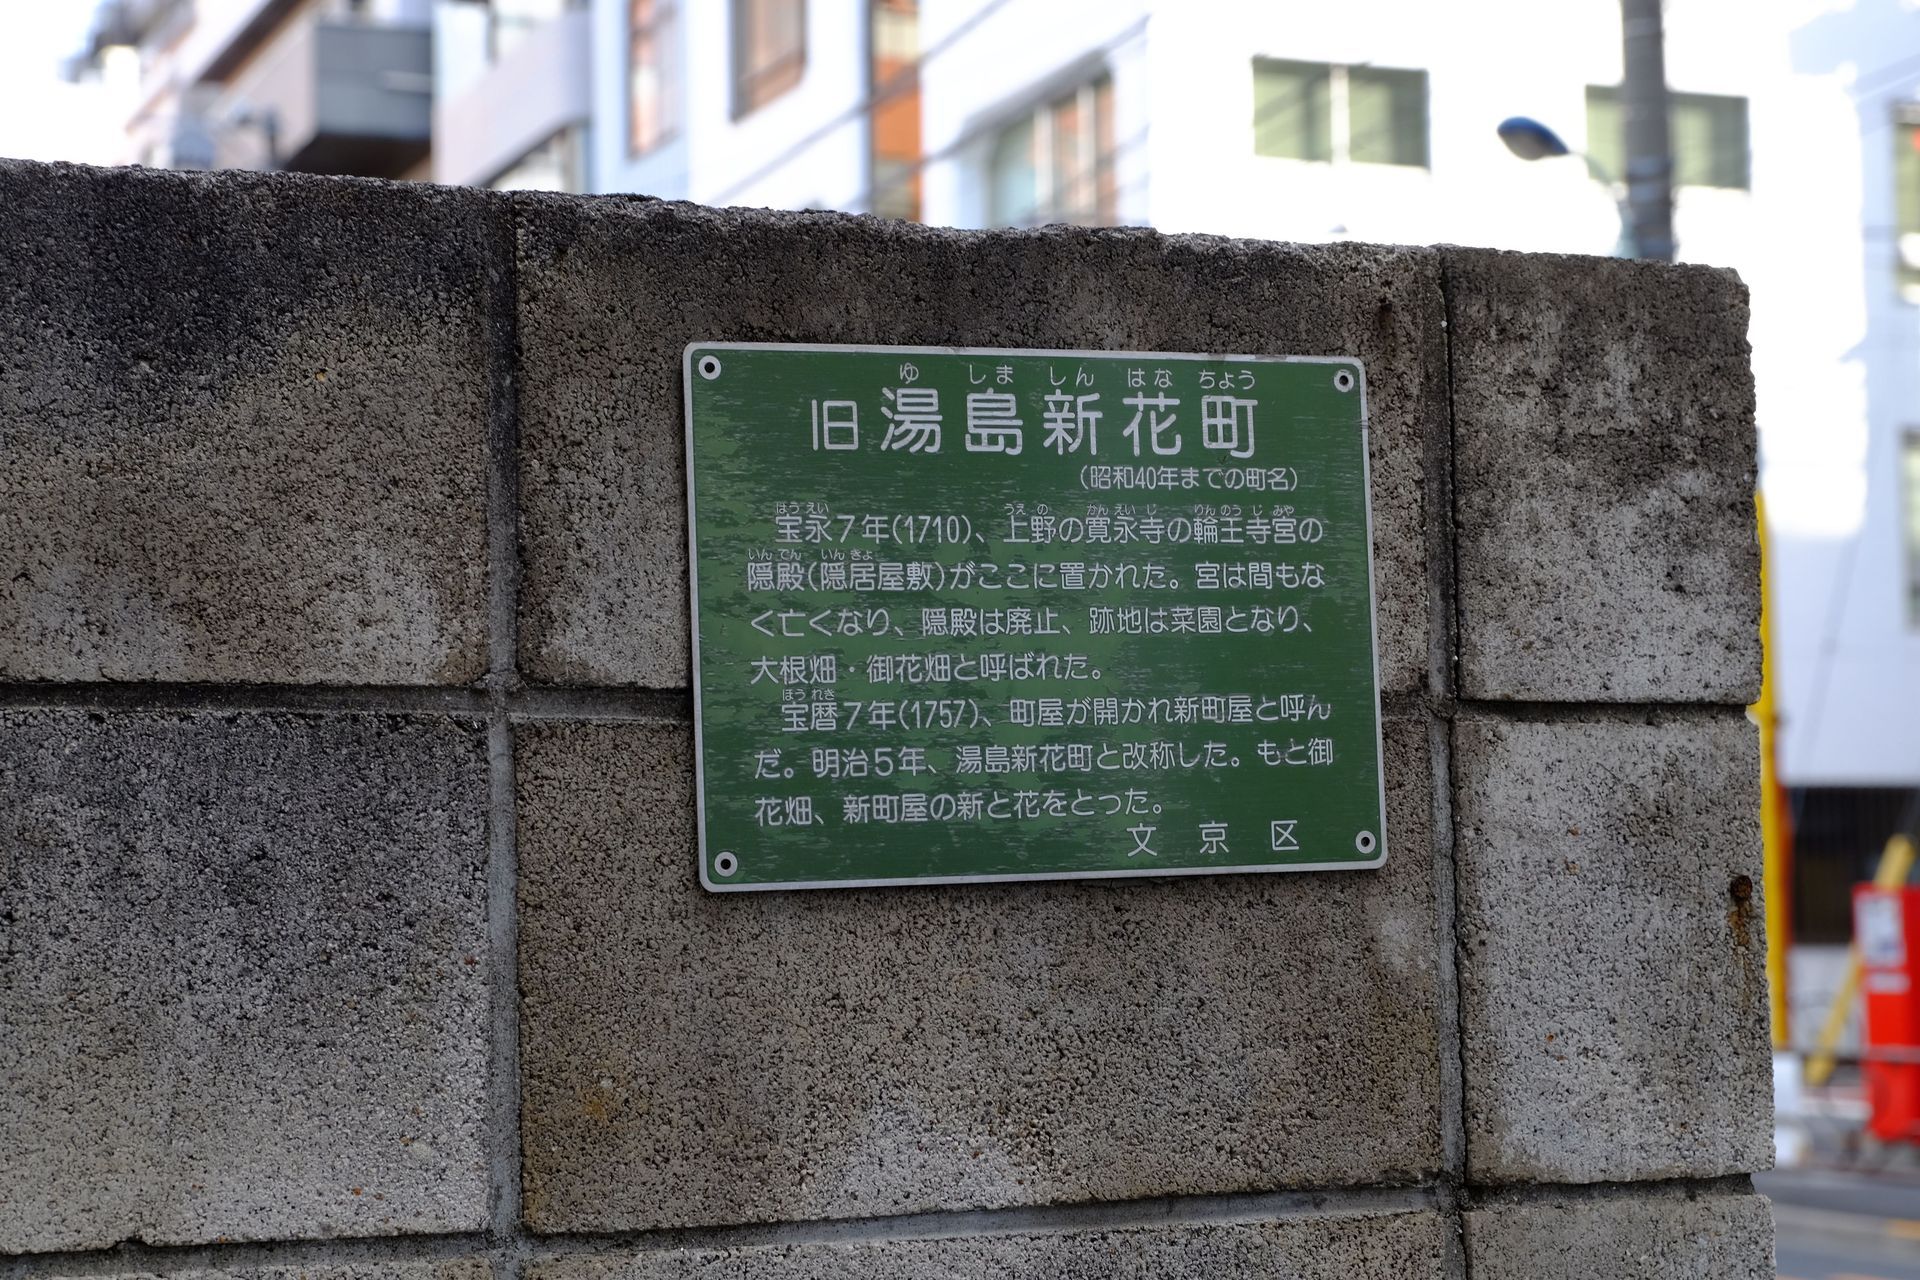 ゆ しま しん はな ちょう
旧湯島新花町
(昭和40年までの町名)
ほうえい うえの かんえいじ りんのうじみや
宝永7年(1710)、上野の寛永寺の輪王寺宮の
いんでん いんきょ
隠殿(隠居屋敷)がここに置かれた。宮は間もな
く亡くなり、隠殿は廃止、跡地は菜園となり、
大根畑・御花畑と呼ばれた。
ほうれき
宝暦7年(1757)、町屋が開かれ新町屋と呼ん
だ。明治5年、湯島新花町と改称した。もと御
花畑、新町屋の新と花をとった。
文京区